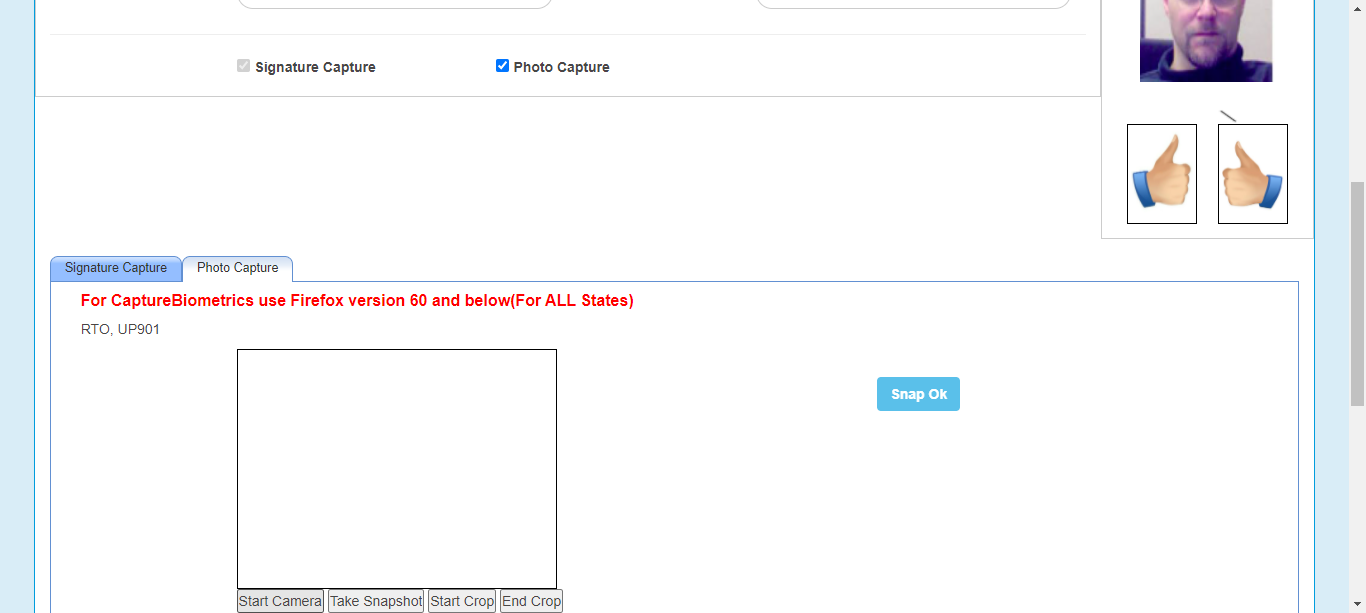 Signature Capture Photo Capture
Signature Capture Photo Capture
For CaptureBiometrics use Firefox version 60 and below(For ALL States)
RTO, UP901
Snap Ok
Start Camera Take Snapshot Start Crop End Crop